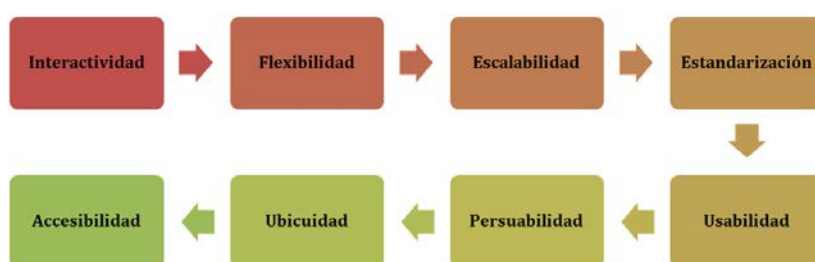 Interactividad
Flexibilidad
Escalabilidad
Estandarización
Usabilidad
Persuabilidad
Ubicuidad
Accesibilidad